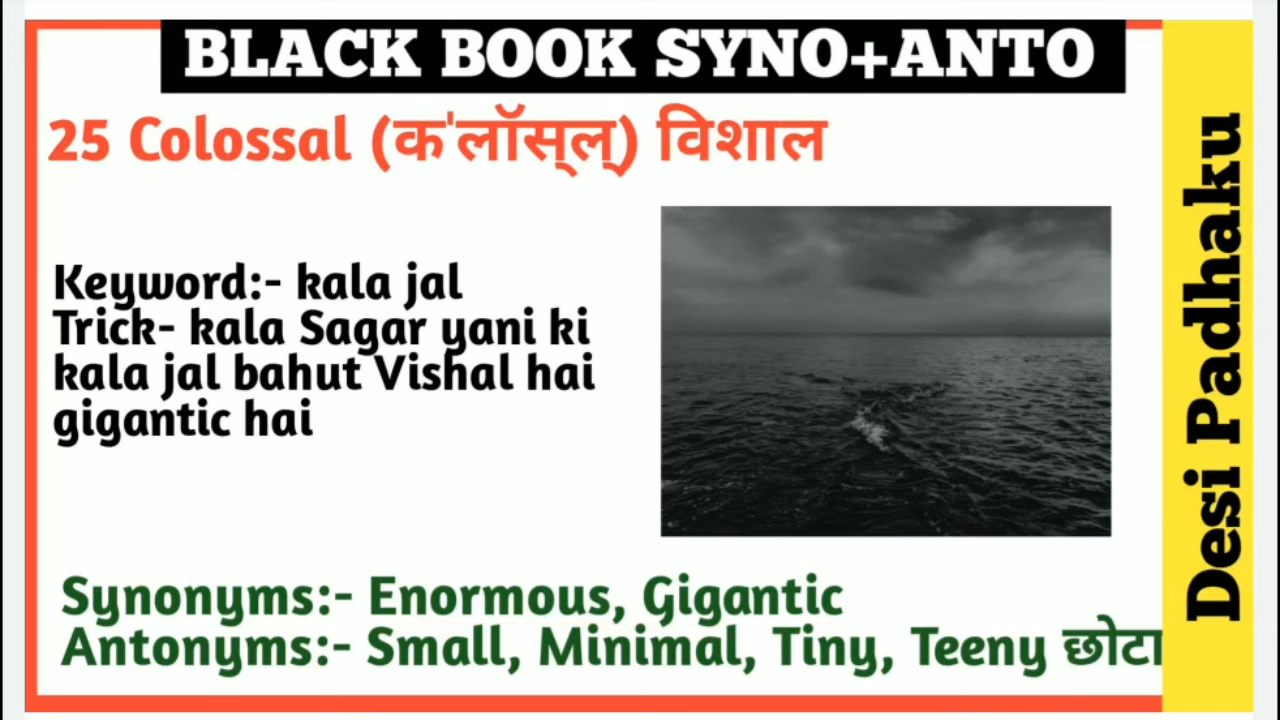 BLACK BOOK SYNO+ANTO
25 Colossal (क'लॉस्ल्) विशाल
Keyword:- kala jal
Trick- kala Sagar yani ki
kala jal bahut Vishal hai
gigantic hai
Synonyms:- Enormous, Gigantic
Antonyms:- Small, Minimal, Tiny, Teeny छोटा
Desi Padhaku